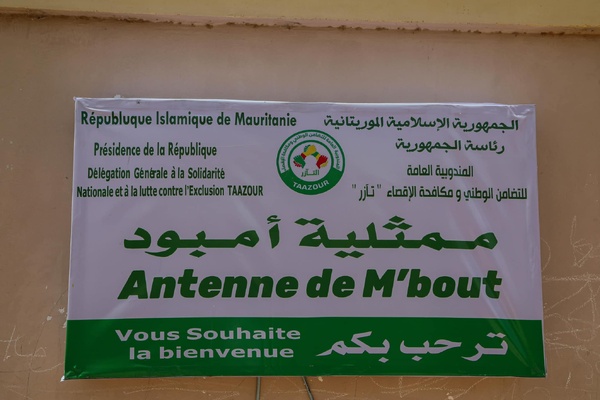 Républuque Islamique de Mauritanie
الجمهورية الإسلامية الموريتانية
Présidence de la République
رئاسة الجمهورية
Délégation Générale à la Solidarité
المندوبية العامة
Nationale et à la lutte contre l'Exclusion TAAZOUR
للتضامن الوطني و مكافحة الإقصاء "تآزر"
التآزر
TAAZOUR
ممثلية أمبود
Antenne de M'bout
Vous Souhaite
la bienvenue
ترحب بكم